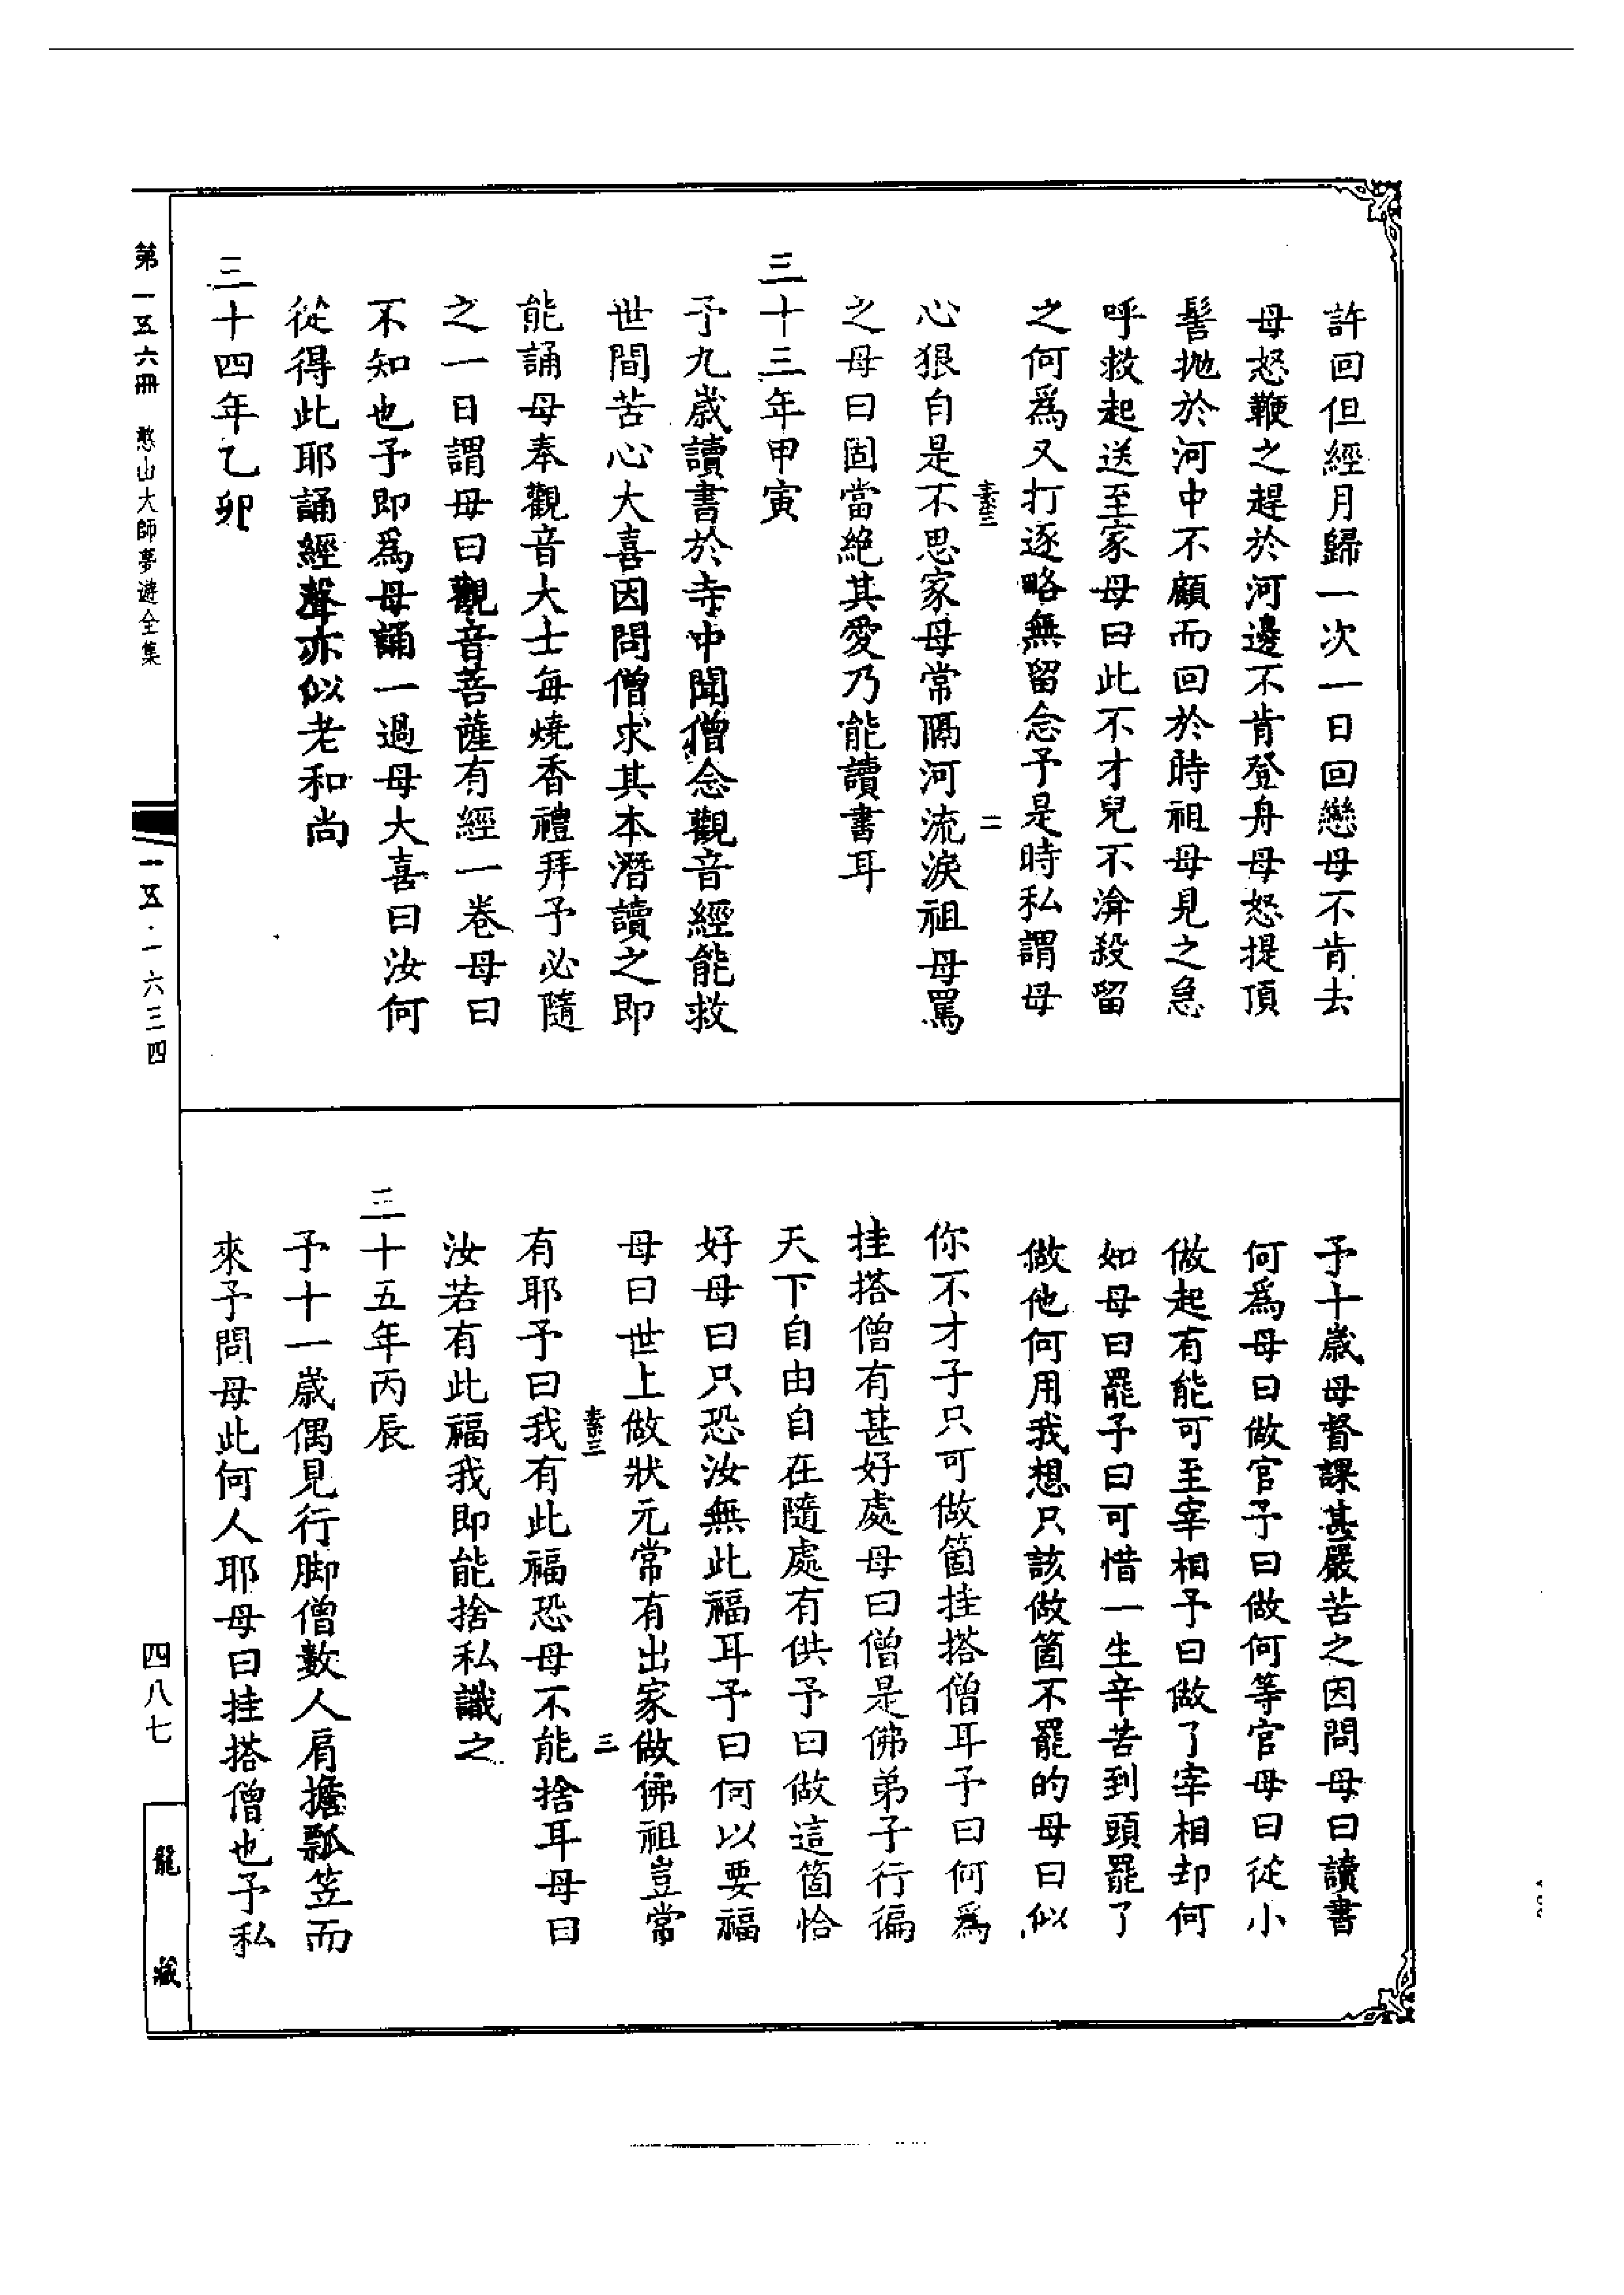 許回但經月歸一次一日回戀母不肯去
母怒鞭之趕於河邊不肯登舟母怒提頂
髻拋於河中不顧而回於時祖母見之急
呼救起送至家母曰此不才兒不渰殺留
之何爲又打逐略無留念予是時私謂母
素三 二
心狠自是不思家母常隔河流淚祖母罵
之母曰固當絕其愛乃能讀書耳
三十三年甲寅
予九歲讀書於寺中聞僧念觀音經能救
世間苦心大喜因問僧求其本潛讀之即
能誦母奉觀音大士每燒香禮拜予必隨
之一日謂母曰觀音菩薩有經一卷母曰
不知也予即爲母誦一過母大喜曰汝何
從得此耶誦經聲亦似老和尚
三十四年乙卯
予十歲母督課甚嚴苦之因問母曰讀書
何爲母曰做官予曰做何等官母曰從小
做起有能可至宰相予曰做了宰相却何
如母曰罷予曰可惜一生辛苦到頭罷了
做他何用我想只該做箇不罷的母曰似
你不才子只可做箇挂搭僧耳予曰何爲
挂搭僧有甚好處母曰僧是佛弟子行徧
天下自由自在隨處有供予曰做這箇恰
好母曰只恐汝無此福耳予曰何以要福
母曰世上做狀元常有出家做佛祖豈常
素三 三
有耶予曰我有此福恐母不能捨耳母曰
汝若有此福我即能捨私識之
三十五年丙辰
予十一歲偶見行脚僧數人肩擔瓢笠而
來予問母此何人耶母曰挂搭僧也予私
第一五六冊 憨山大師夢遊全集
一五·一六三四
四八七
龍藏